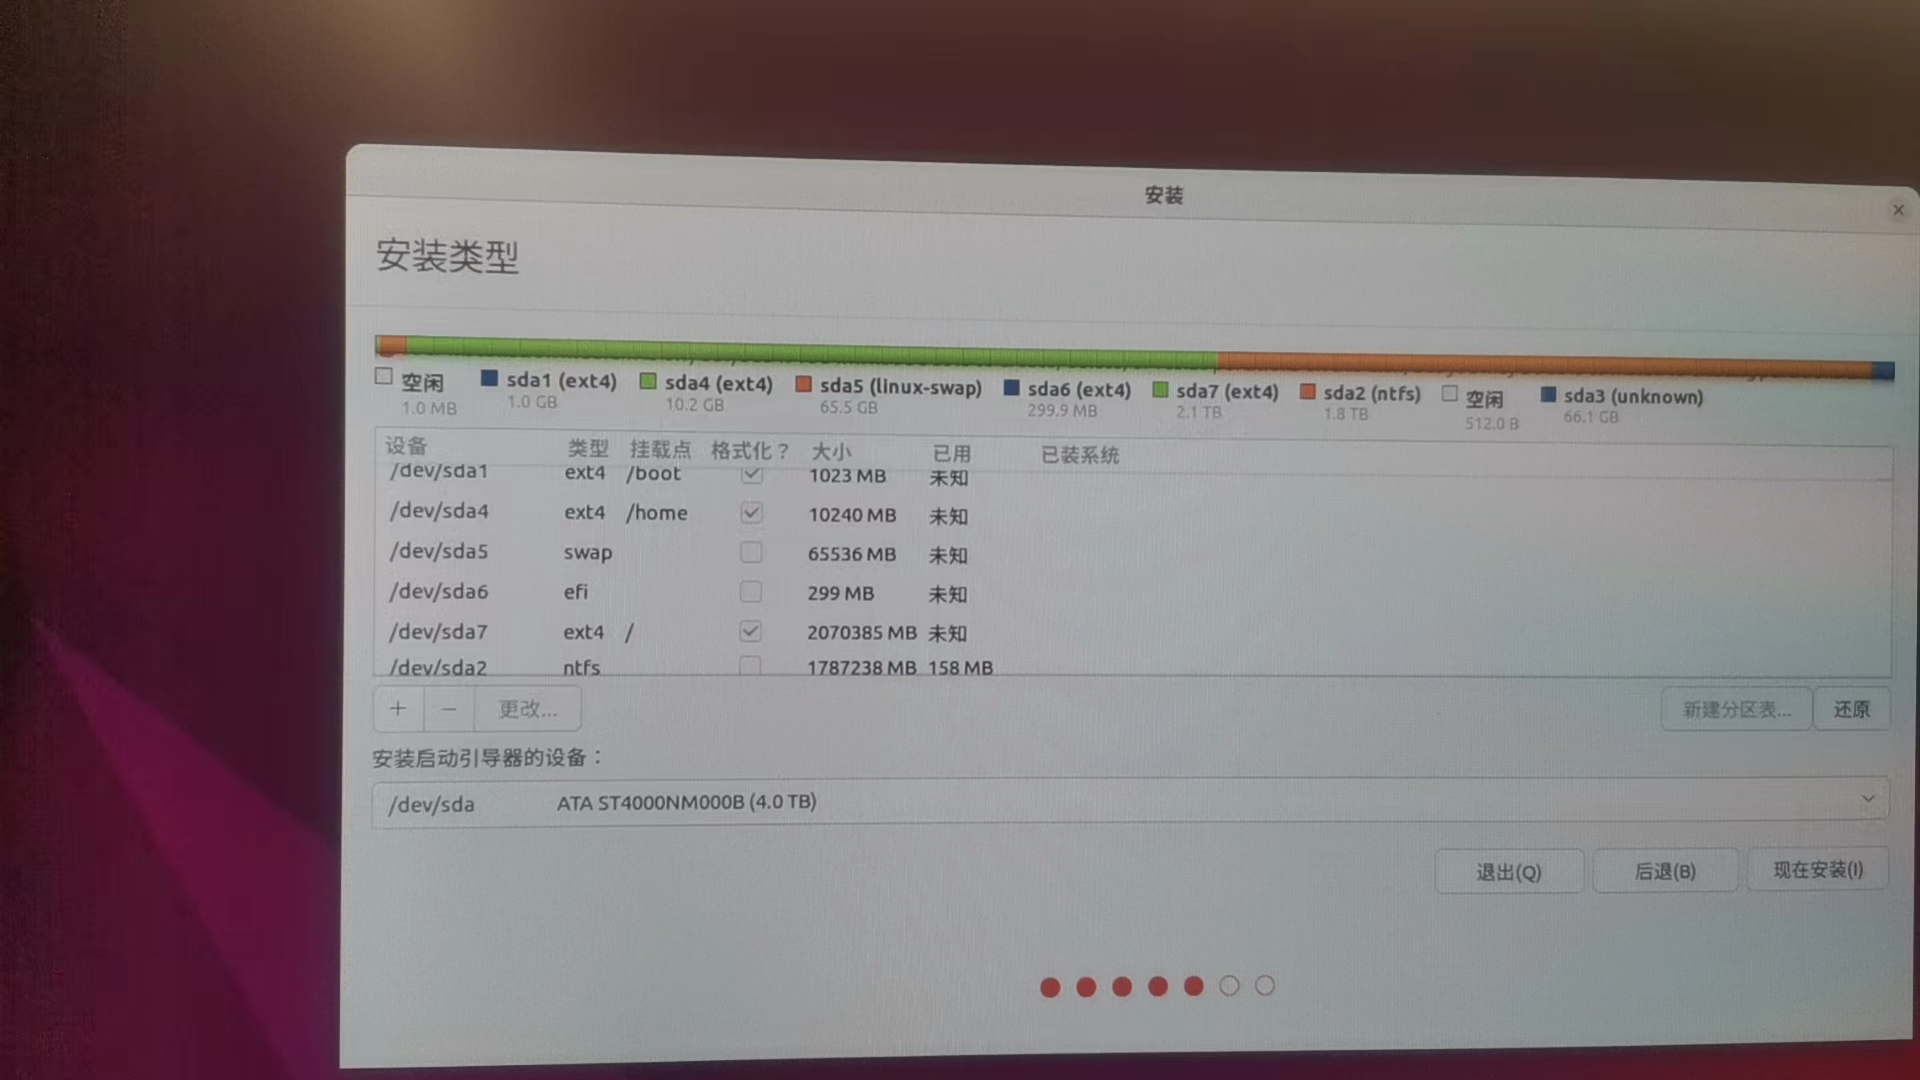 安装
安装类型
空闲 sda1 (ext4) sda4 (ext4) sda5 (linux-swap) sda6 (ext4) sda7 (ext4) sda2 (ntfs) 空闲 sda3 (unknown)
1.0 MB 1.0 GB 10.2 GB 65.5 GB 299.9 MB 2.1 TB 1.8 TB 512.0 B 66.1 GB
设备 类型 挂载点 格式化？ 大小 已用 已装系统
/dev/sda1 ext4 /boot 1023 MB 未知
/dev/sda4 ext4 /home 10240 MB 未知
/dev/sda5 swap 65536 MB 未知
/dev/sda6 efi 299 MB 未知
/dev/sda7 ext4 / 2070385 MB 未知
/dev/sda2 ntfs 1787238 MB 158 MB
+ − 更改... 新建分区表... 还原
安装启动引导器的设备：
/dev/sda ATA ST4000NM000B (4.0 TB)
退出(Q) 后退(B) 现在安装(I)